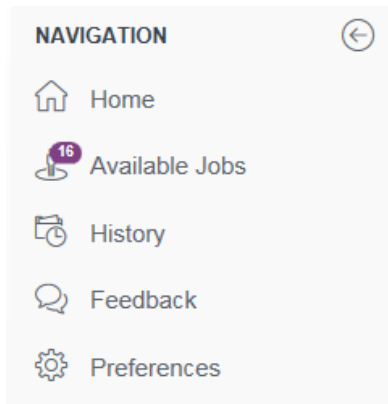 NAVIGATION
Home
16
Available Jobs
History
Feedback
Preferences